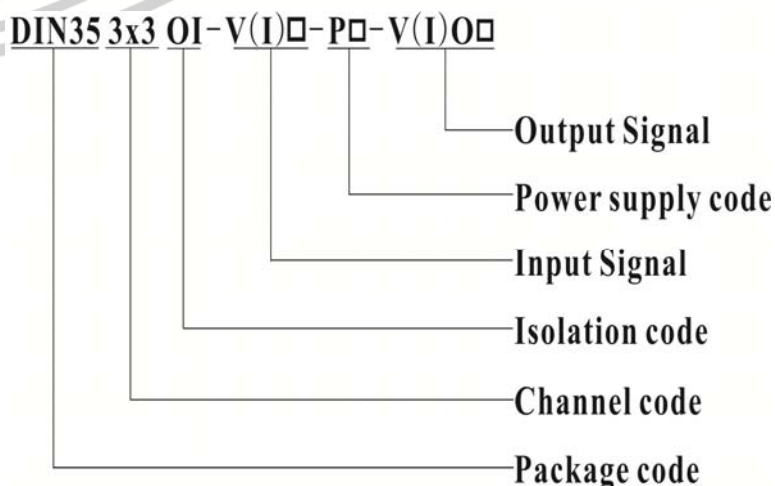 DIN35 3x3 OI-V(I)□-P□-V(I)O□
Output Signal
Power supply code
Input Signal
Isolation code
Channel code
Package code